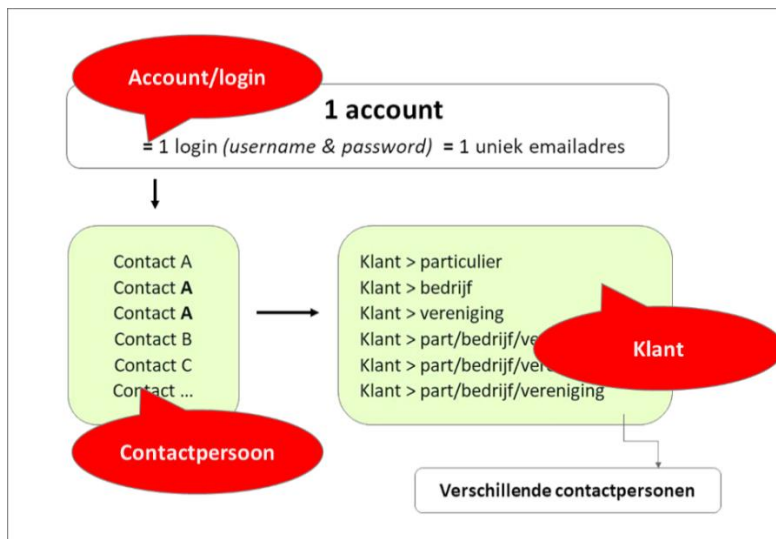 Account/login
1 account
= 1 login (username & password) = 1 uniek emailadres
Contact A
Contact A
Contact A
Contact B
Contact C
Contact ...
Contactpersoon
Klant > particulier
Klant > bedrijf
Klant > vereniging
Klant > part/bedrijf/ve
Klant > part/bedrijf/ver
Klant > part/bedrijf/vereniging
Klant
Verschillende contactpersonen